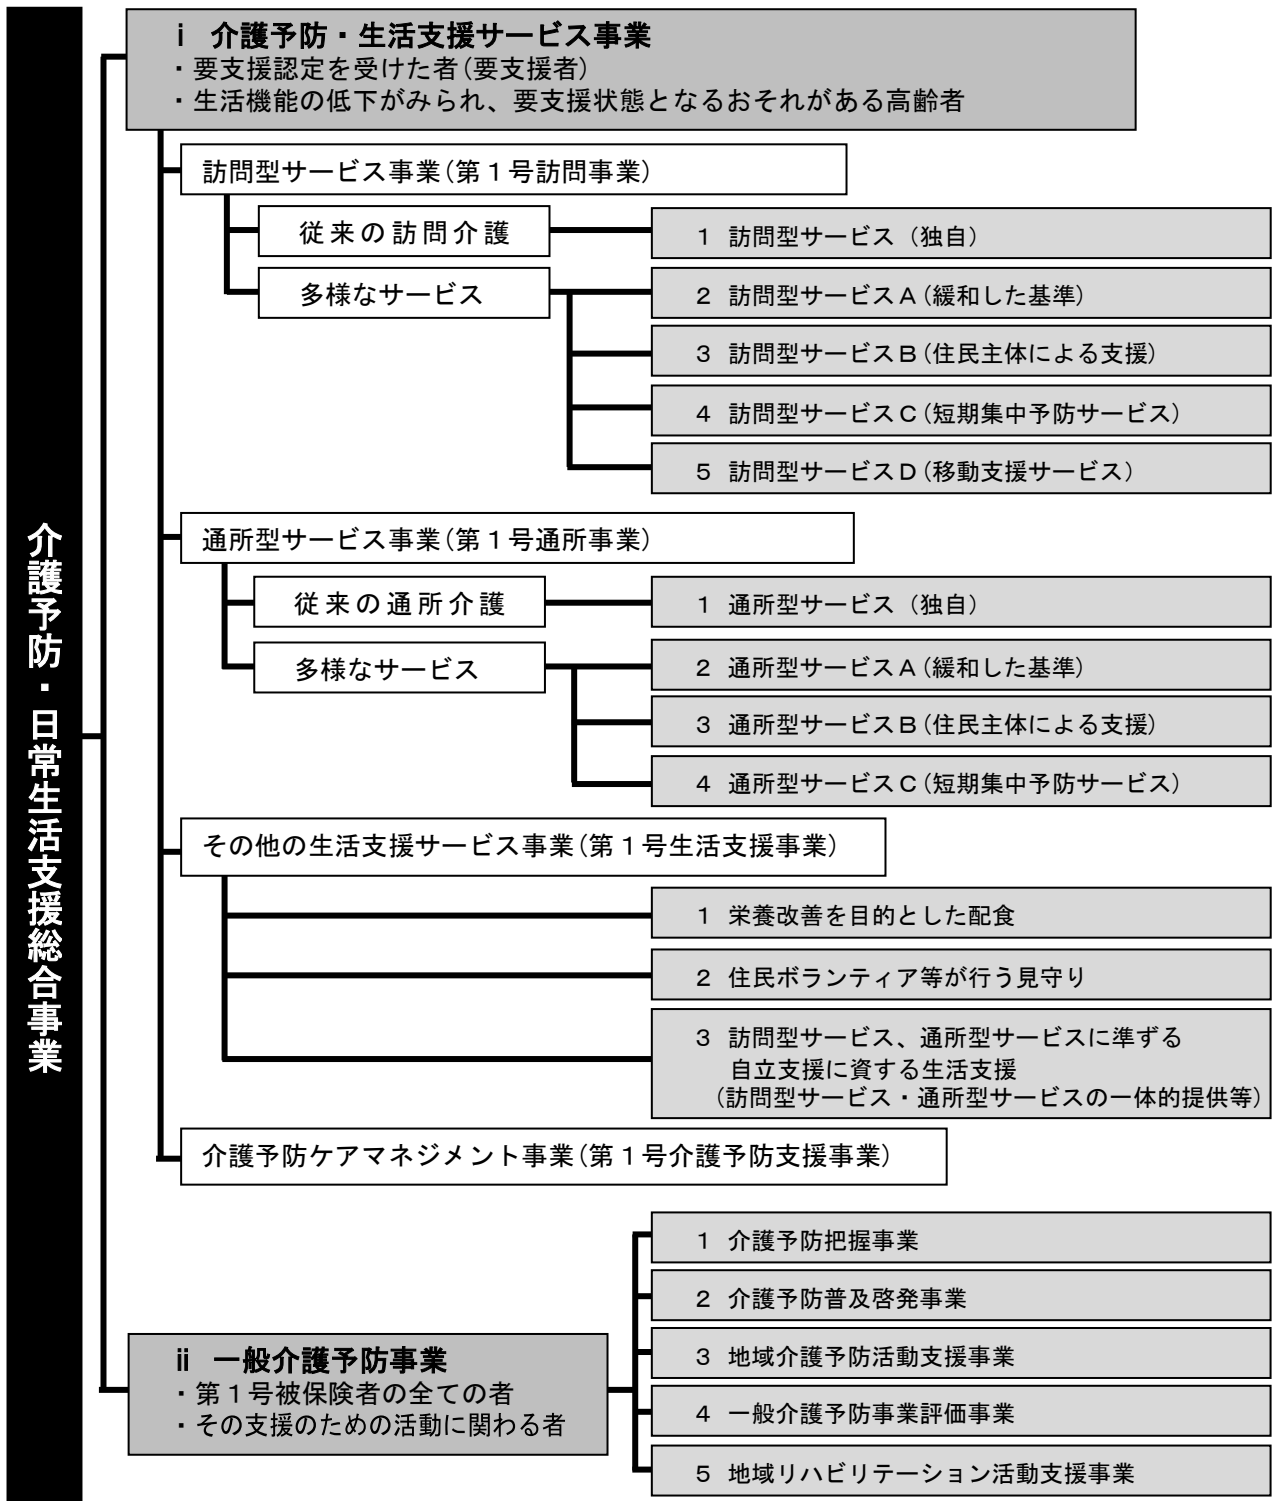 介護予防・日常生活支援総合事業
ⅰ 介護予防・生活支援サービス事業
・要支援認定を受けた者(要支援者)
・生活機能の低下がみられ、要支援状態となるおそれがある高齢者
訪問型サービス事業(第１号訪問事業)
従来の訪問介護
1 訪問型サービス（独自）
多様なサービス
2 訪問型サービスＡ(緩和した基準)
3 訪問型サービスＢ(住民主体による支援)
4 訪問型サービスＣ(短期集中予防サービス)
5 訪問型サービスＤ(移動支援サービス)
通所型サービス事業(第１号通所事業)
従来の通所介護
1 通所型サービス（独自）
多様なサービス
2 通所型サービスＡ(緩和した基準)
3 通所型サービスＢ(住民主体による支援)
4 通所型サービスＣ(短期集中予防サービス)
その他の生活支援サービス事業(第１号生活支援事業)
1 栄養改善を目的とした配食
2 住民ボランティア等が行う見守り
3 訪問型サービス、通所型サービスに準ずる
自立支援に資する生活支援
(訪問型サービス・通所型サービスの一体的提供等)
介護予防ケアマネジメント事業(第１号介護予防支援事業)
ⅱ 一般介護予防事業
・第１号被保険者の全ての者
・その支援のための活動に関わる者
1 介護予防把握事業
2 介護予防普及啓発事業
3 地域介護予防活動支援事業
4 一般介護予防事業評価事業
5 地域リハビリテーション活動支援事業